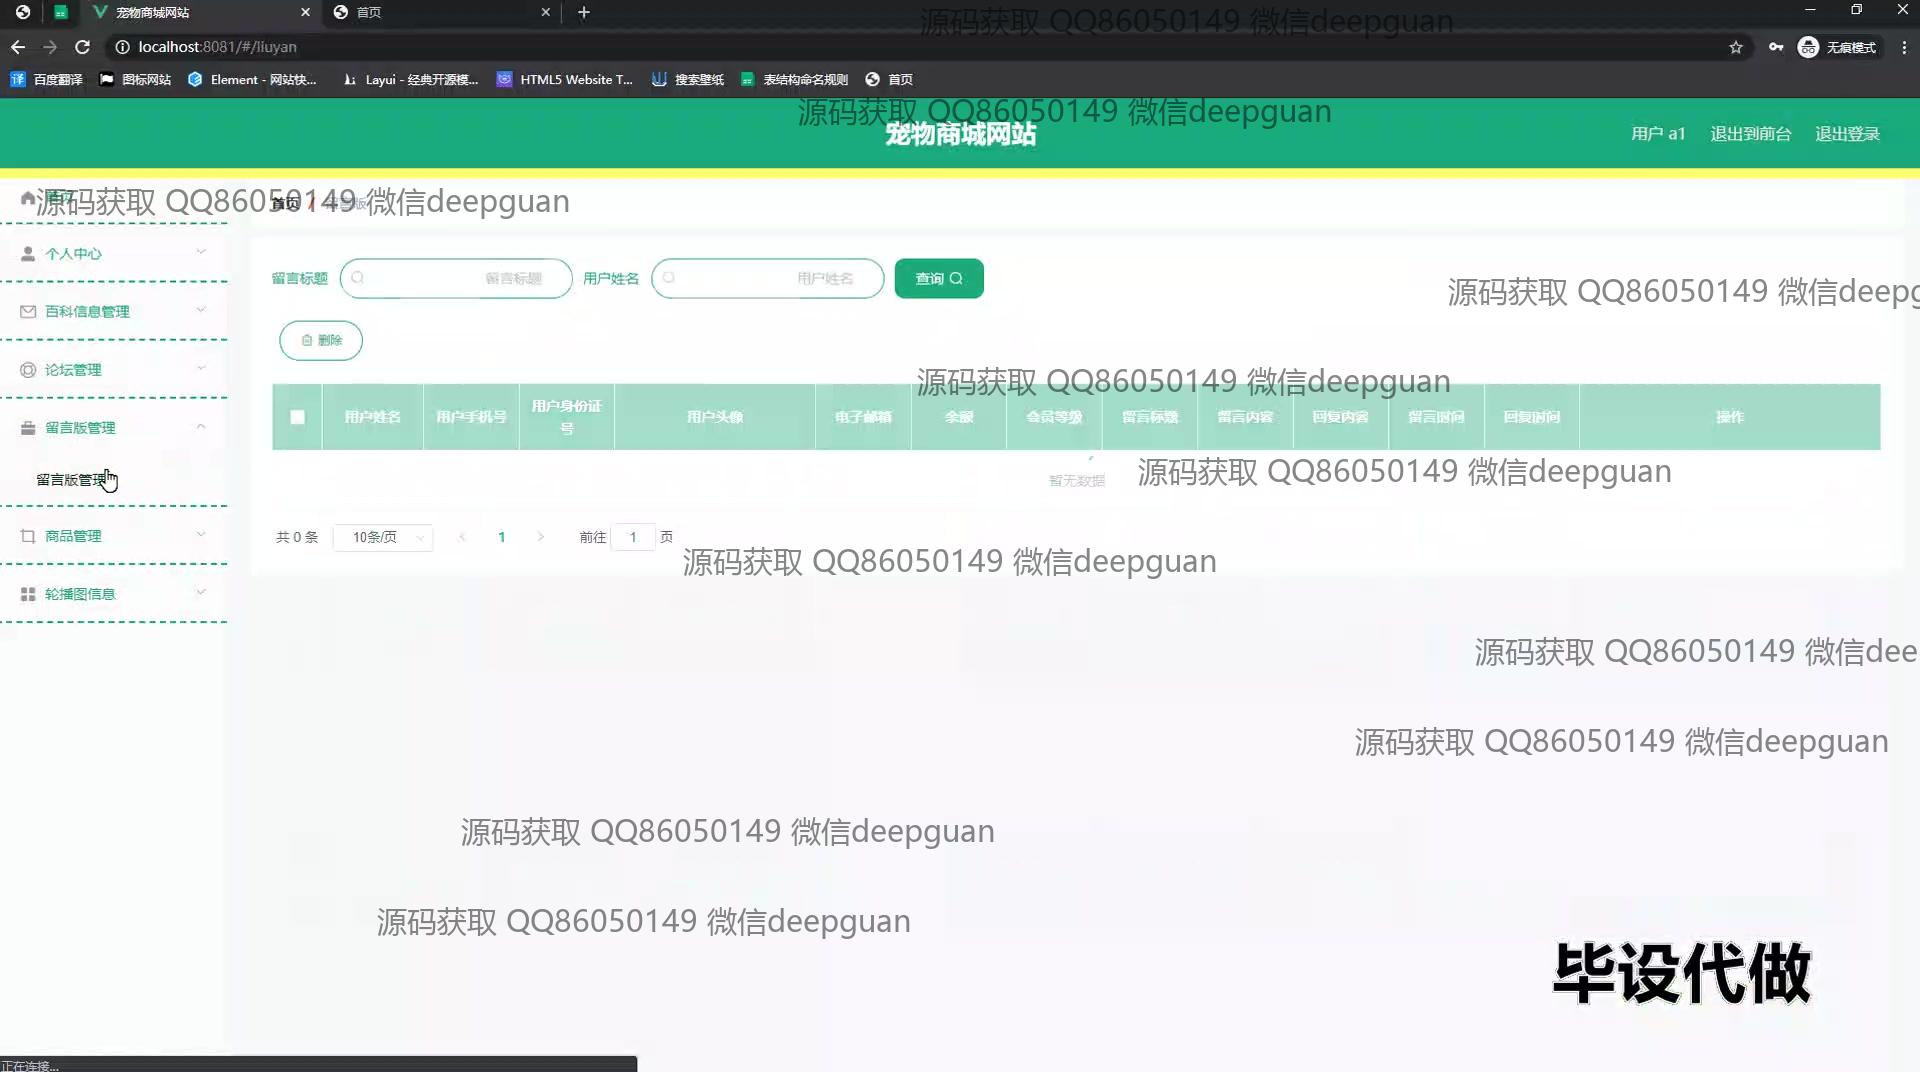 宠物商城网站
首页
源码获取 QQ86050149 微信deepguan
localhost:8081/#/liuyan
无痕模式
百度翻译
图标网站
Element - 网站快...
Layui - 经典开源模...
HTML5 Website T...
搜索壁纸
表结构命名规则
首页
源码获取 QQ86050149 微信deepguan
宠物商城网站
用户 a1
退出到前台
退出登录
首页
源码获取 QQ86050149 微信deepguan
首页 / 留言版
个人中心
留言标题
留言标题
用户姓名
用户姓名
查询
源码获取 QQ86050149 微信deepg
百科信息管理
删除
论坛管理
源码获取 QQ86050149 微信deepguan
用户姓名
用户手机号
用户身份证
号
用户头像
电子邮箱
余额
会员等级
留言标题
留言内容
回复内容
留言时间
回复时间
操作
留言版管理
留言版管理
暂无数据
源码获取 QQ86050149 微信deepguan
商品管理
共 0 条
10条/页
1
前往 1 页
源码获取 QQ86050149 微信deepguan
轮播图信息
源码获取 QQ86050149 微信dee
源码获取 QQ86050149 微信deepguan
源码获取 QQ86050149 微信deepguan
源码获取 QQ86050149 微信deepguan
毕设代做
正在连接...